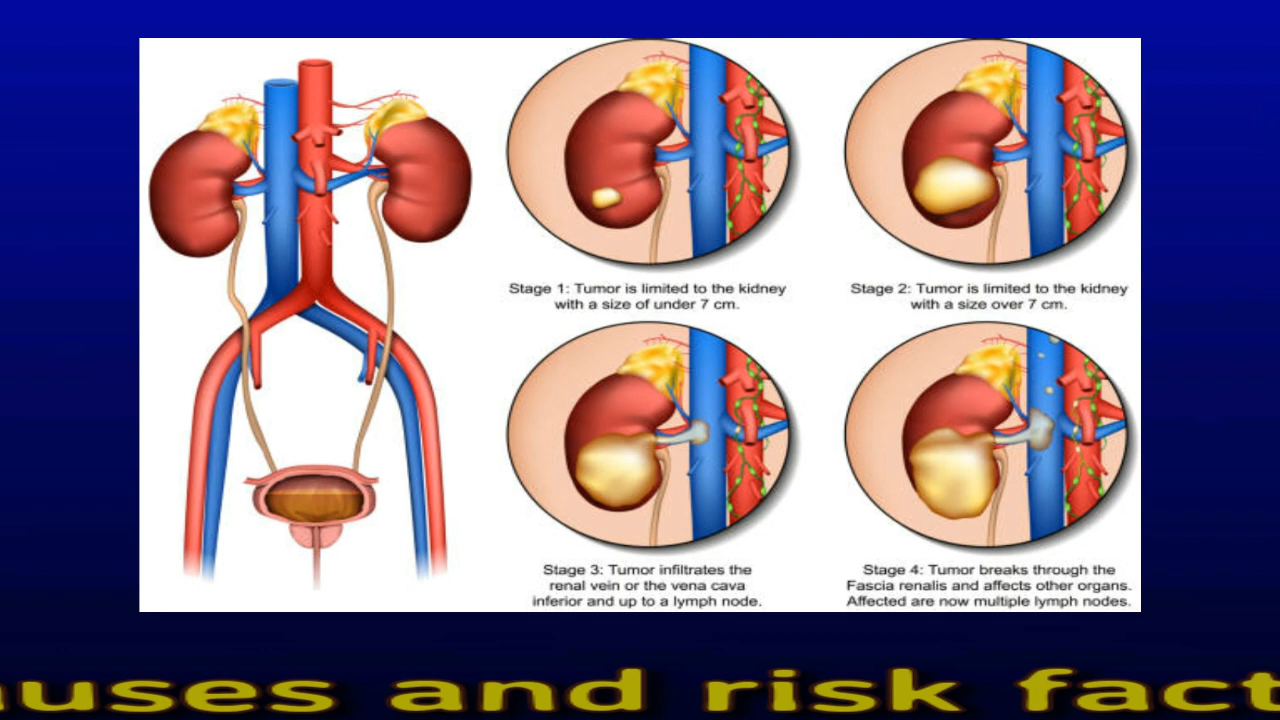 Stage 1: Tumor is limited to the kidney
with a size of under 7 cm.
Stage 2: Tumor is limited to the kidney
with a size over 7 cm.
Stage 3: Tumor infiltrates the
renal vein or the vena cava
inferior and up to a lymph node.
Stage 4: Tumor breaks through the
Fascia renalis and affects other organs.
Affected are now multiple lymph nodes.
auses and risk fact